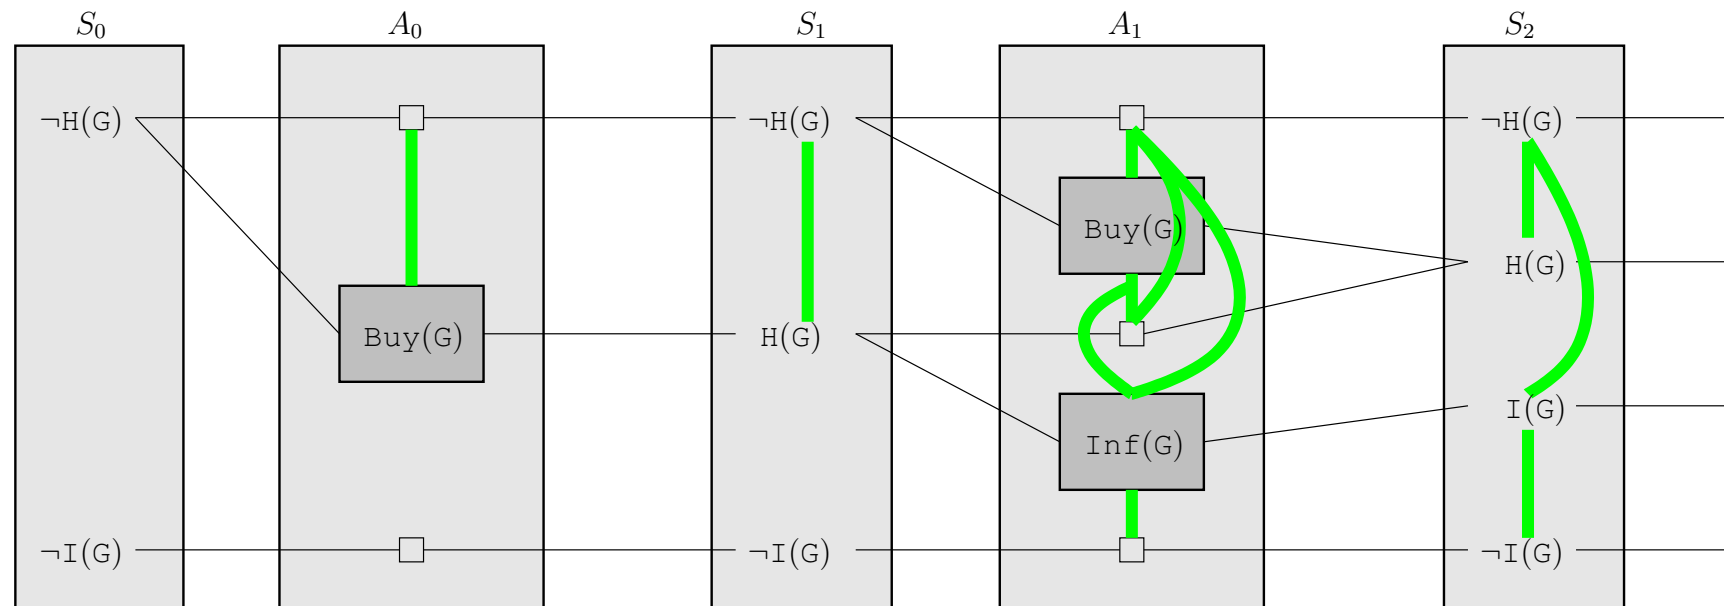 S₀ A₀ S₁ A₁ S₂
¬H(G) ¬H(G) ¬H(G)
Buy(G)
H(G)
Buy(G) H(G)
I(G)
Inf(G)
¬I(G) ¬I(G) ¬I(G)